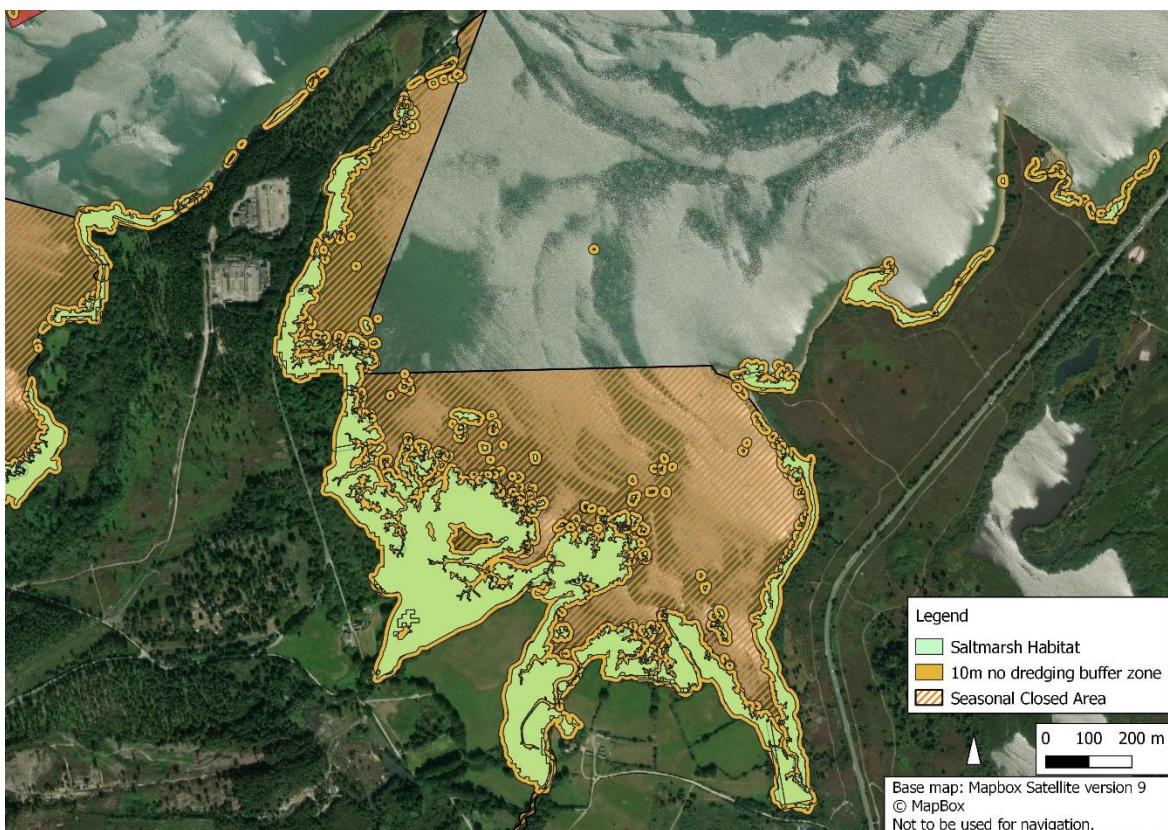 Legend
Saltmarsh Habitat
10m no dredging buffer zone
Seasonal Closed Area
0 100 200 m
Base map: Mapbox Satellite version 9
© MapBox
Not to be used for navigation.